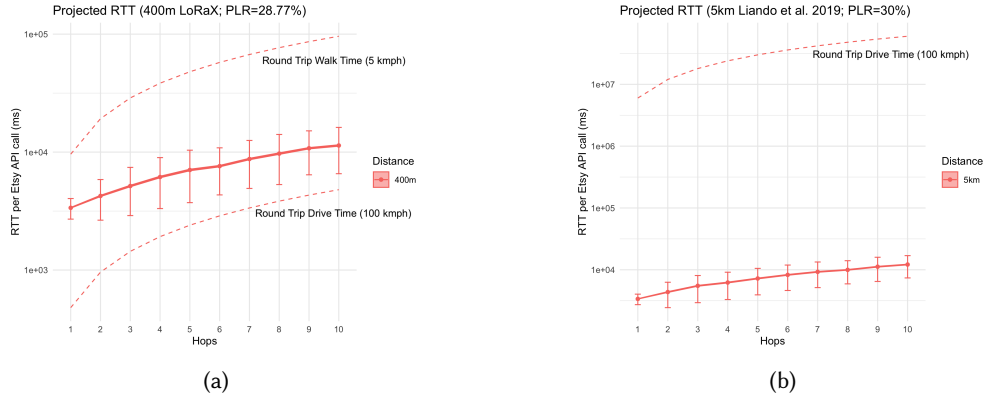 Projected RTT (400m LoRaX; PLR=28.77%)
1e+05
1e+04
1e+03
RTT per Etsy API call (ms)
Round Trip Walk Time (5 kmph)
Round Trip Drive Time (100 kmph)
Distance
400m
1 2 3 4 5 6 7 8 9 10
Hops
(a)
Projected RTT (5km Liando et al. 2019; PLR=30%)
1e+07
1e+06
1e+05
1e+04
RTT per Etsy API call (ms)
Round Trip Drive Time (100 kmph)
Distance
5km
1 2 3 4 5 6 7 8 9 10
Hops
(b)